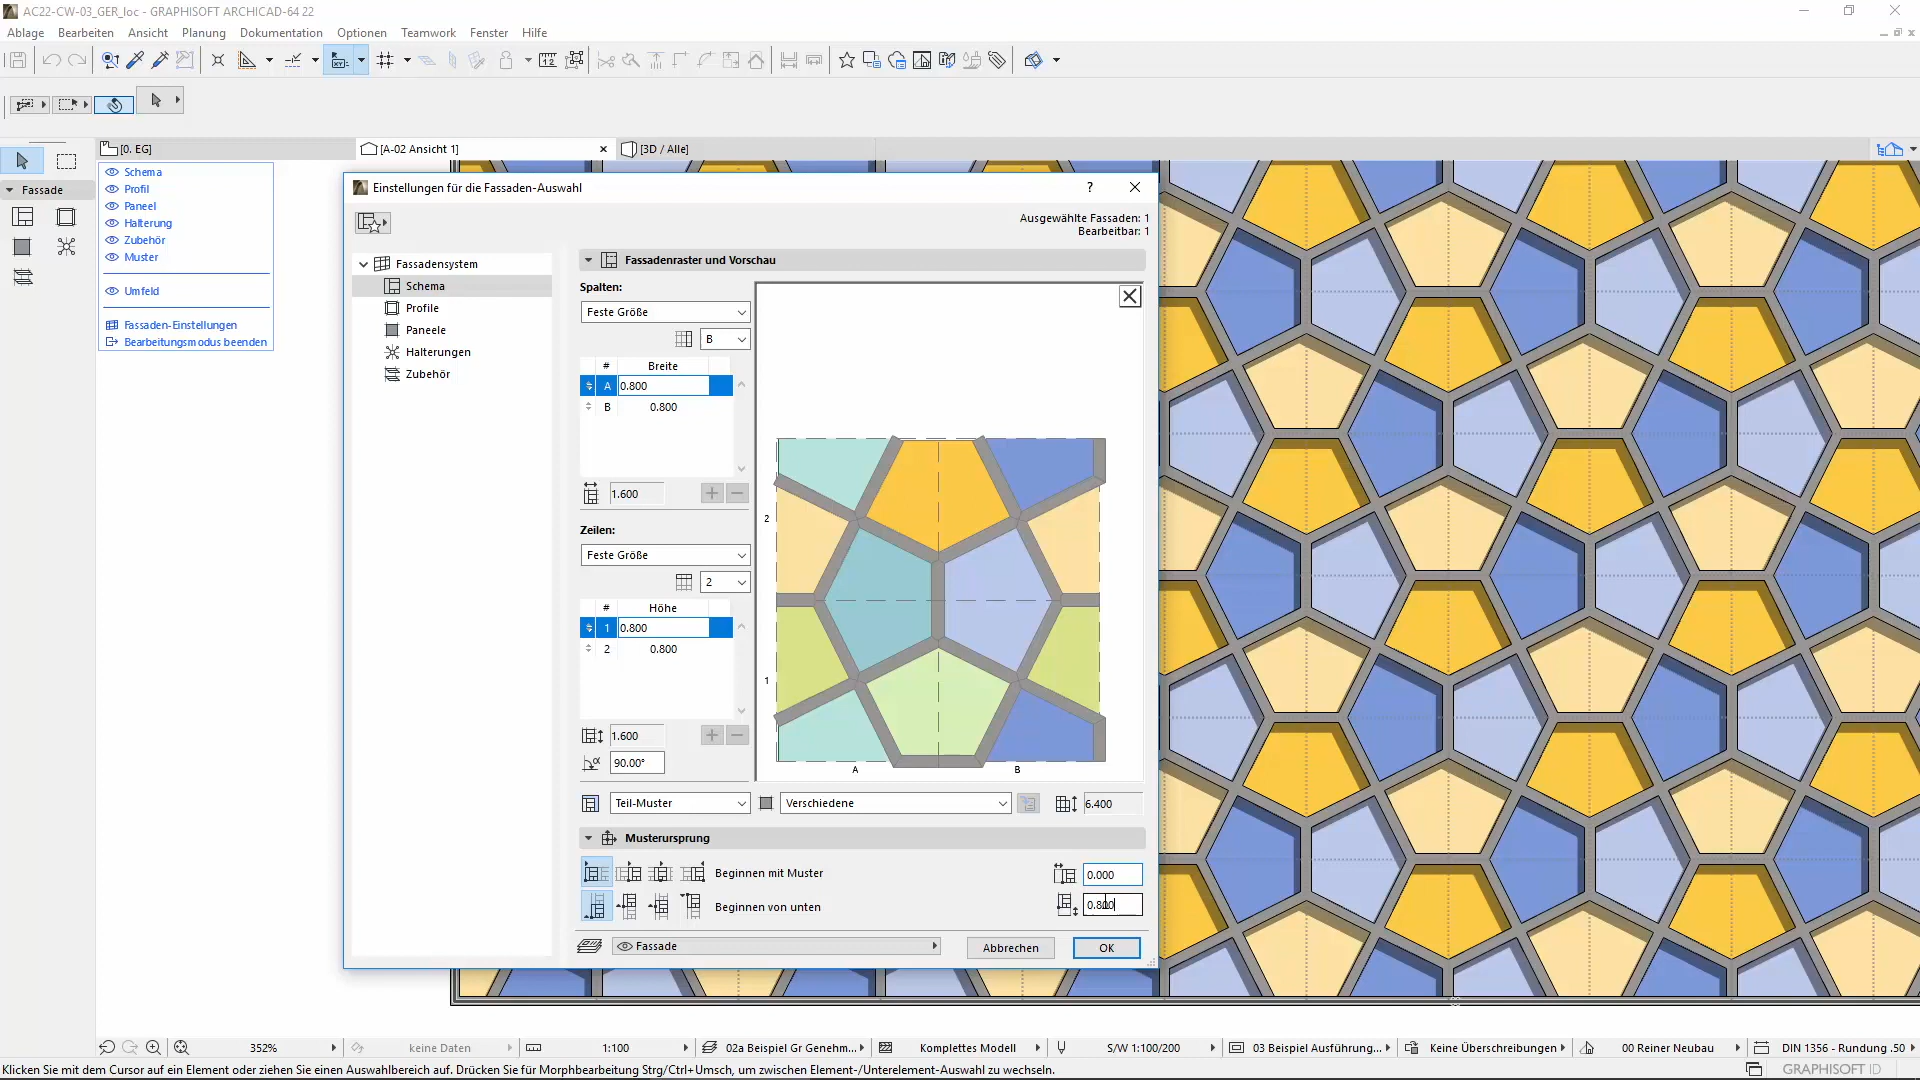 AC22-CW-03_GER_loc - GRAPHISOFT ARCHICAD-64 22
Ablage Bearbeiten Ansicht Planung Dokumentation Optionen Teamwork Fenster Hilfe
[0. EG]
[A-02 Ansicht 1]
[3D / Alle]
Schema
Profil
Paneel
Halterung
Zubehör
Muster
Umfeld
Fassaden-Einstellungen
Bearbeitungsmodus beenden
Fassade
Einstellungen für die Fassaden-Auswahl
?
Ausgewählte Fassaden: 1
Bearbeitbar: 1
Fassadensystem
Schema
Profile
Paneele
Halterungen
Zubehör
Fassadenraster und Vorschau
Spalten:
Feste Größe
B
# Breite
A 0.800
B 0.800
1.600
Zeilen:
Feste Größe
2
# Höhe
1 0.800
2 0.800
1.600
α 90.00°
2
1
A B
Teil-Muster
Verschiedene
6.400
Musterursprung
Beginnen mit Muster
0.000
Beginnen von unten
0.800
Fassade
Abbrechen
OK
352%
keine Daten
1:100
02a Beispiel Gr Genehm...
Komplettes Modell
S/W 1:100/200
03 Beispiel Ausführung...
Keine Überschreibungen
00 Reiner Neubau
DIN 1356 - Rundung .50
Klicken Sie mit dem Cursor auf ein Element oder ziehen Sie einen Auswahlbereich auf. Drücken Sie für Morphbearbeitung Strg/Ctrl+Umsch, um zwischen Element-/Unterelement-Auswahl zu wechseln.
GRAPHISOFT ID